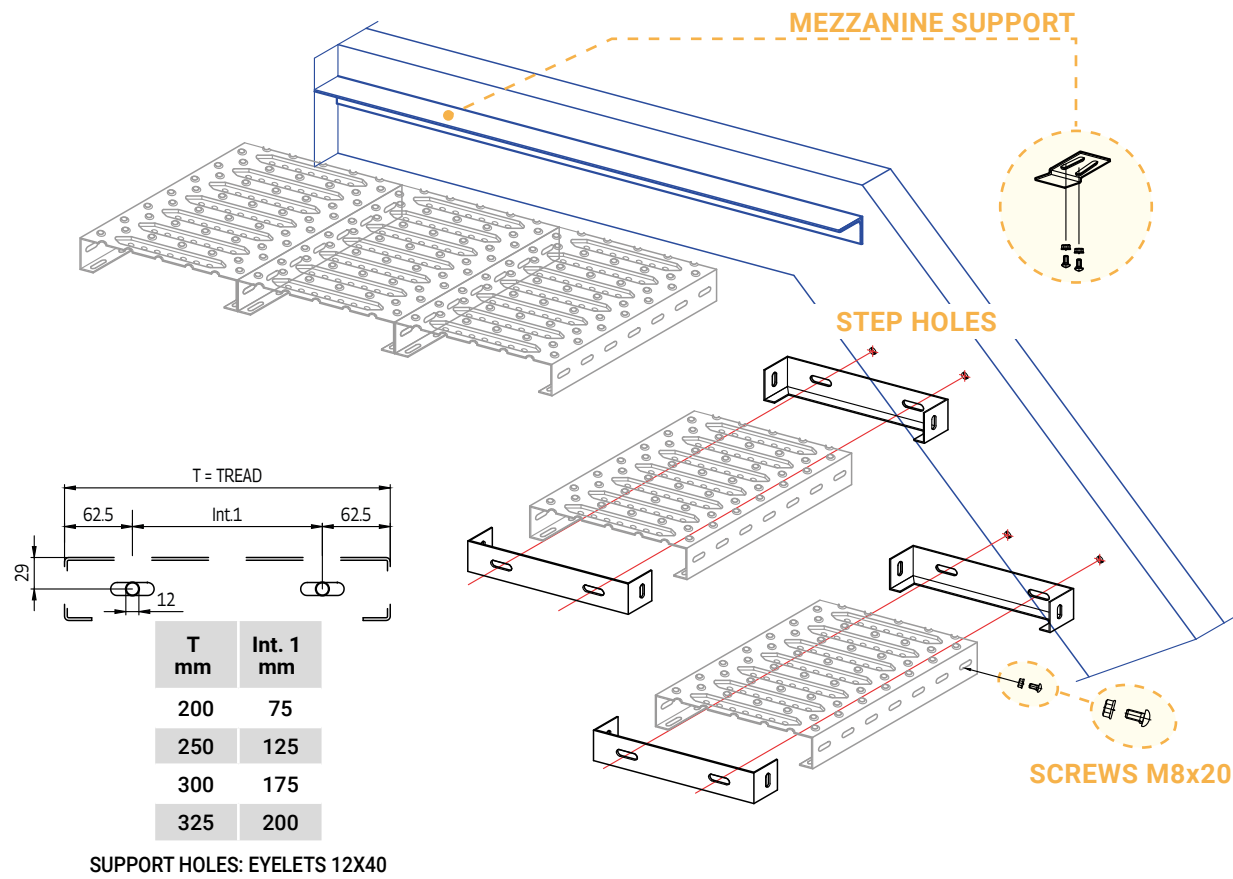 MEZZANINE SUPPORT
STEP HOLES
T = TREAD
62.5 Int.1 62.5
29
12
T mm Int. 1 mm
200 75
250 125
300 175
325 200
SCREWS M8x20
SUPPORT HOLES: EYELETS 12X40